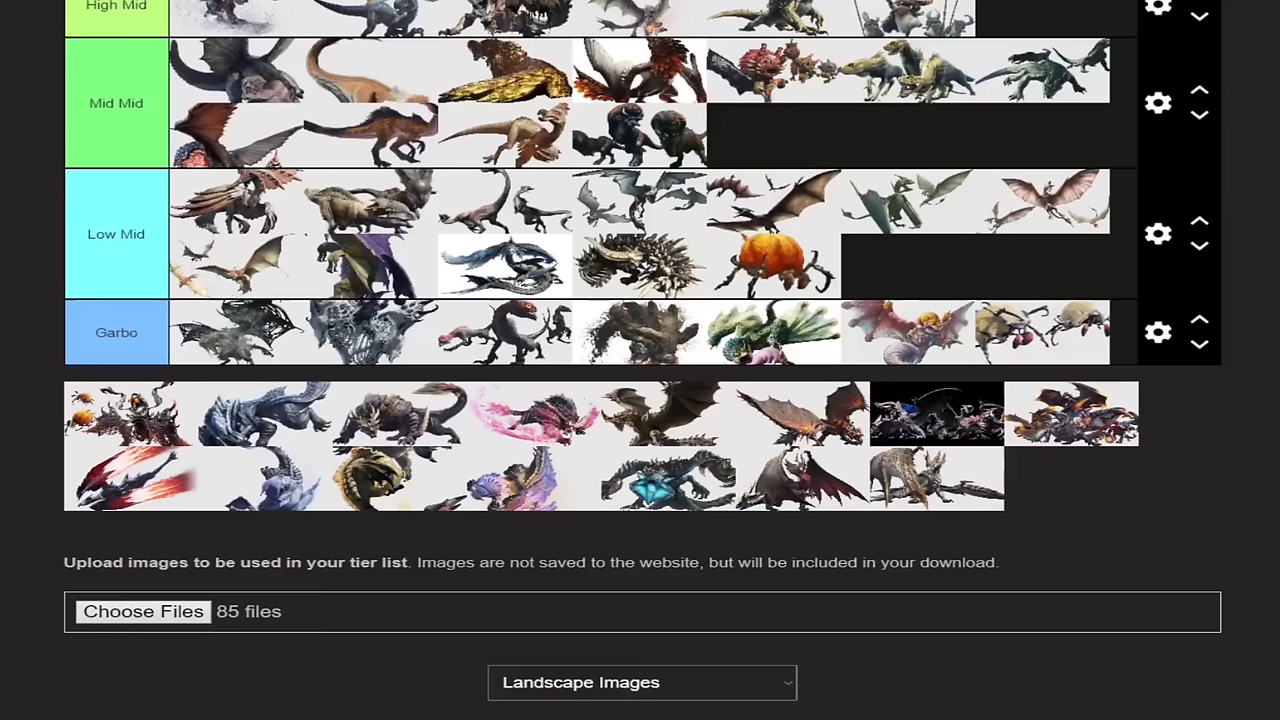 High Mid
Mid Mid
Low Mid
Garbo
Upload images to be used in your tier list. Images are not saved to the website, but will be included in your download.
Choose Files 85 files
Landscape Images